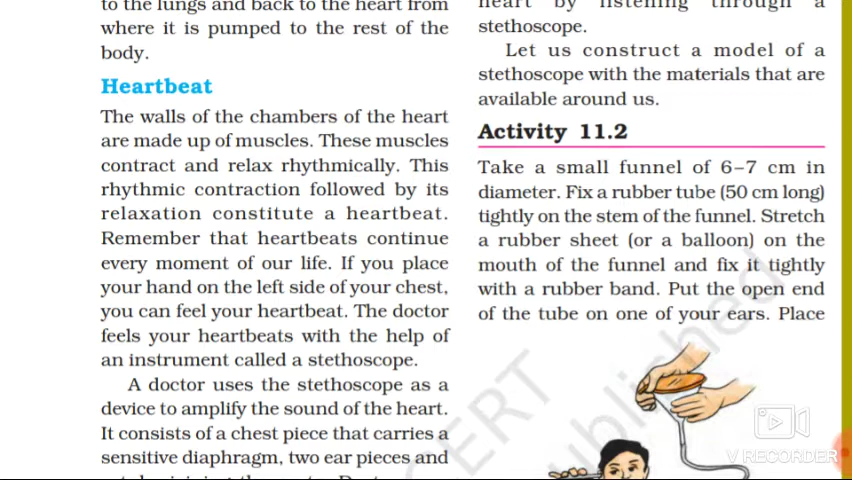 to the lungs and back to the heart from
where it is pumped to the rest of the
body.
Heartbeat
The walls of the chambers of the heart
are made up of muscles. These muscles
contract and relax rhythmically. This
rhythmic contraction followed by its
relaxation constitute a heartbeat.
Remember that heartbeats continue
every moment of our life. If you place
your hand on the left side of your chest,
you can feel your heartbeat. The doctor
feels your heartbeats with the help of
an instrument called a stethoscope.
A doctor uses the stethoscope as a
device to amplify the sound of the heart.
It consists of a chest piece that carries a
sensitive diaphragm, two ear pieces and
heart by listening through a
stethoscope.
Let us construct a model of a
stethoscope with the materials that are
available around us.
Activity 11.2
Take a small funnel of 6–7 cm in
diameter. Fix a rubber tube (50 cm long)
tightly on the stem of the funnel. Stretch
a rubber sheet (or a balloon) on the
mouth of the funnel and fix it tightly
with a rubber band. Put the open end
of the tube on one of your ears. Place
V RECORDER